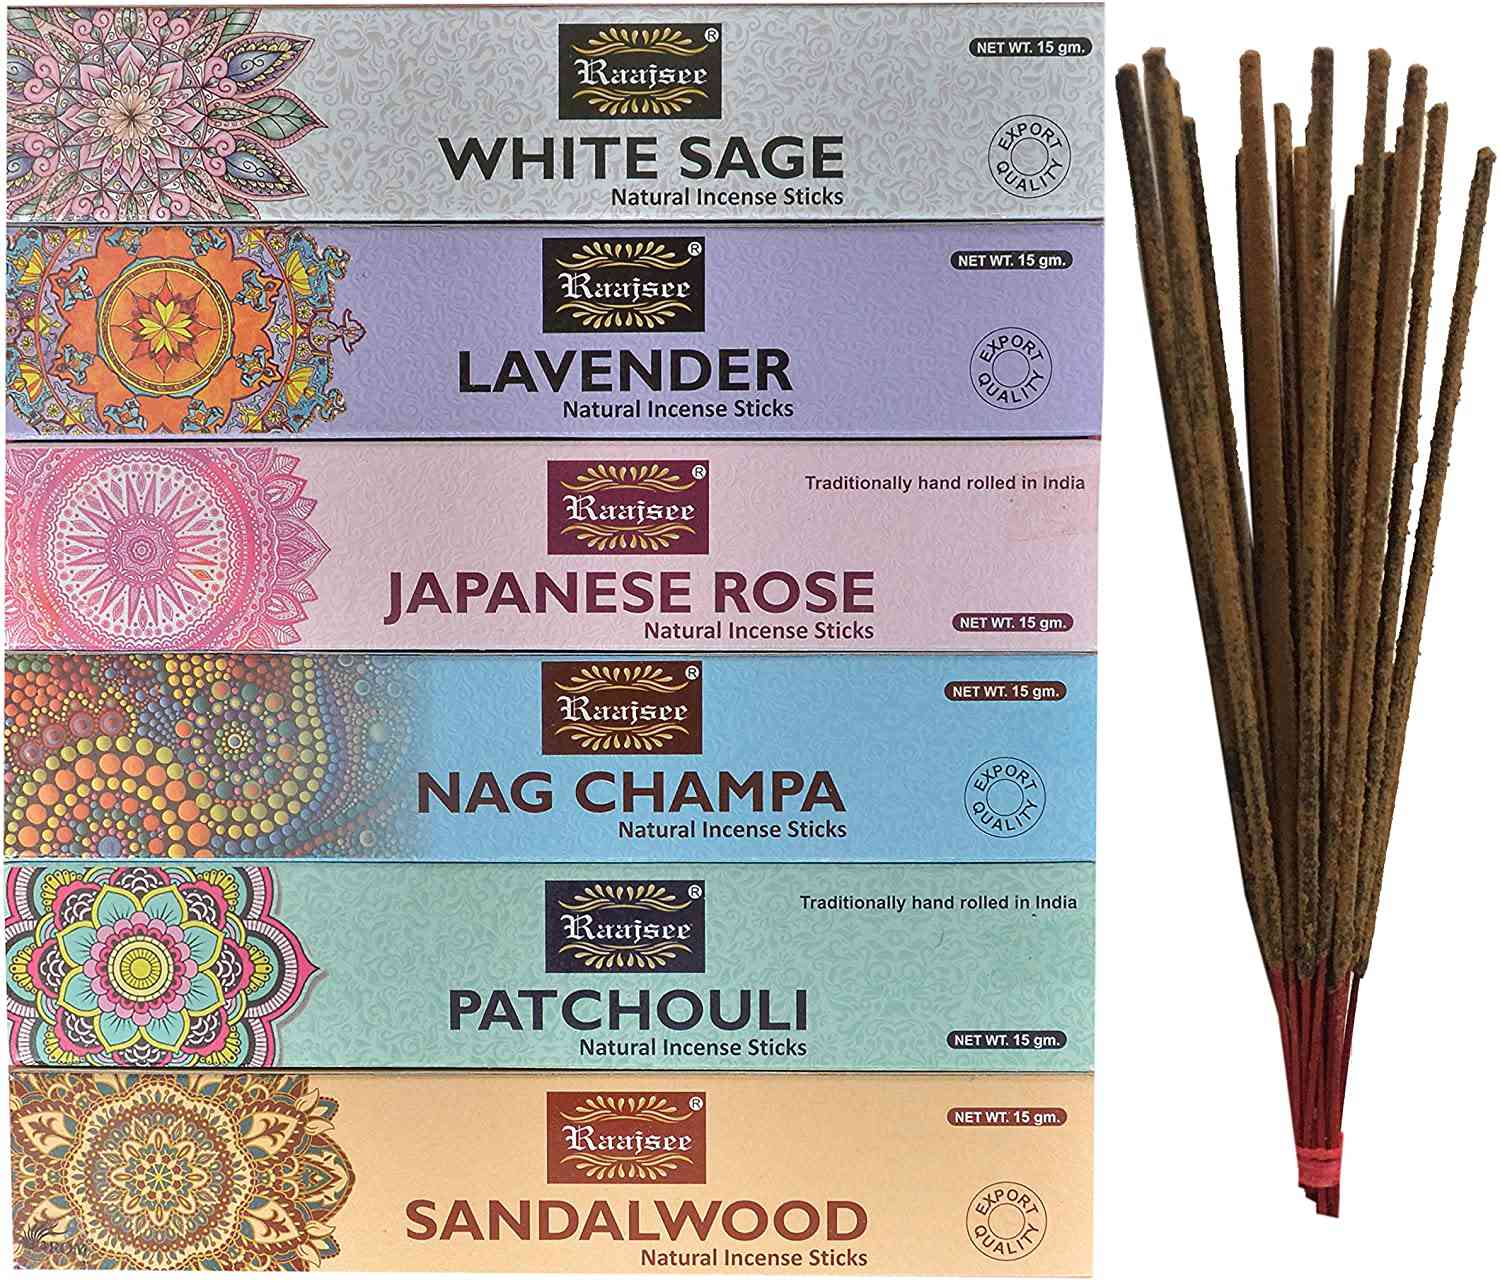 Raajsee ®
NET WT. 15 gm.
WHITE SAGE
Natural Incense Sticks
EXPORT QUALITY
Raajsee ®
NET WT. 15 gm.
LAVENDER
Natural Incense Sticks
EXPORT QUALITY
Raajsee ®
Traditionally hand rolled in India
JAPANESE ROSE
Natural Incense Sticks
NET WT. 15 gm.
Raajsee ®
NET WT. 15 gm.
NAG CHAMPA
Natural Incense Sticks
EXPORT QUALITY
Raajsee ®
Traditionally hand rolled in India
PATCHOULI
Natural Incense Sticks
NET WT. 15 gm.
Raajsee ®
NET WT. 15 gm.
SANDALWOOD
Natural Incense Sticks
EXPORT QUALITY